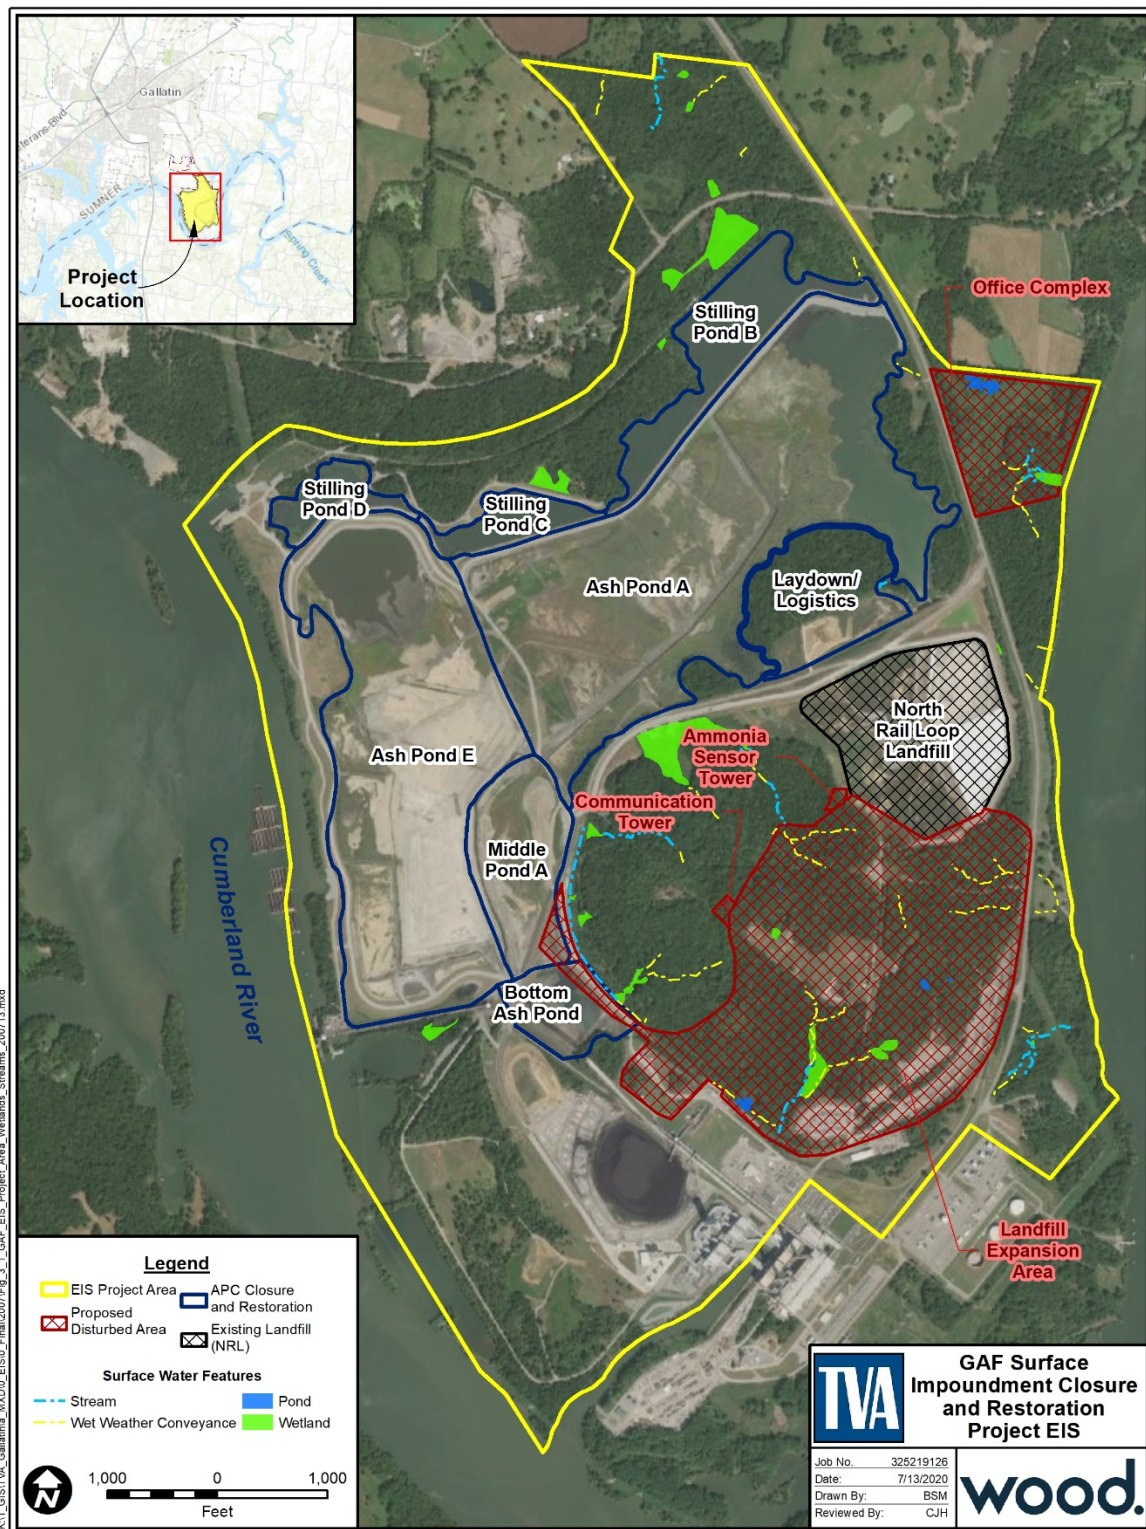 Gallatin
SUMNER
Spring Creek
Project
Location
Office Complex
Stilling
Pond B
Stilling
Pond D
Stilling
Pond C
Ash Pond A
Laydown/
Logistics
North
Rail Loop
Landfill
Ammonia
Sensor
Tower
Ash Pond E
Communication
Tower
Middle
Pond A
Cumberland River
Bottom
Ash Pond
Landfill
Expansion
Area
Legend
EIS Project Area
APC Closure
and Restoration
Proposed
Disturbed Area
Existing Landfill
(NRL)
Surface Water Features
Stream
Pond
Wet Weather Conveyance
Wetland
N
1,000 0 1,000
Feet
TVA
GAF Surface
Impoundment Closure
and Restoration
Project EIS
Job No. 325219126
Date: 7/13/2020
Drawn By: BSM
Reviewed By: CJH
wood.